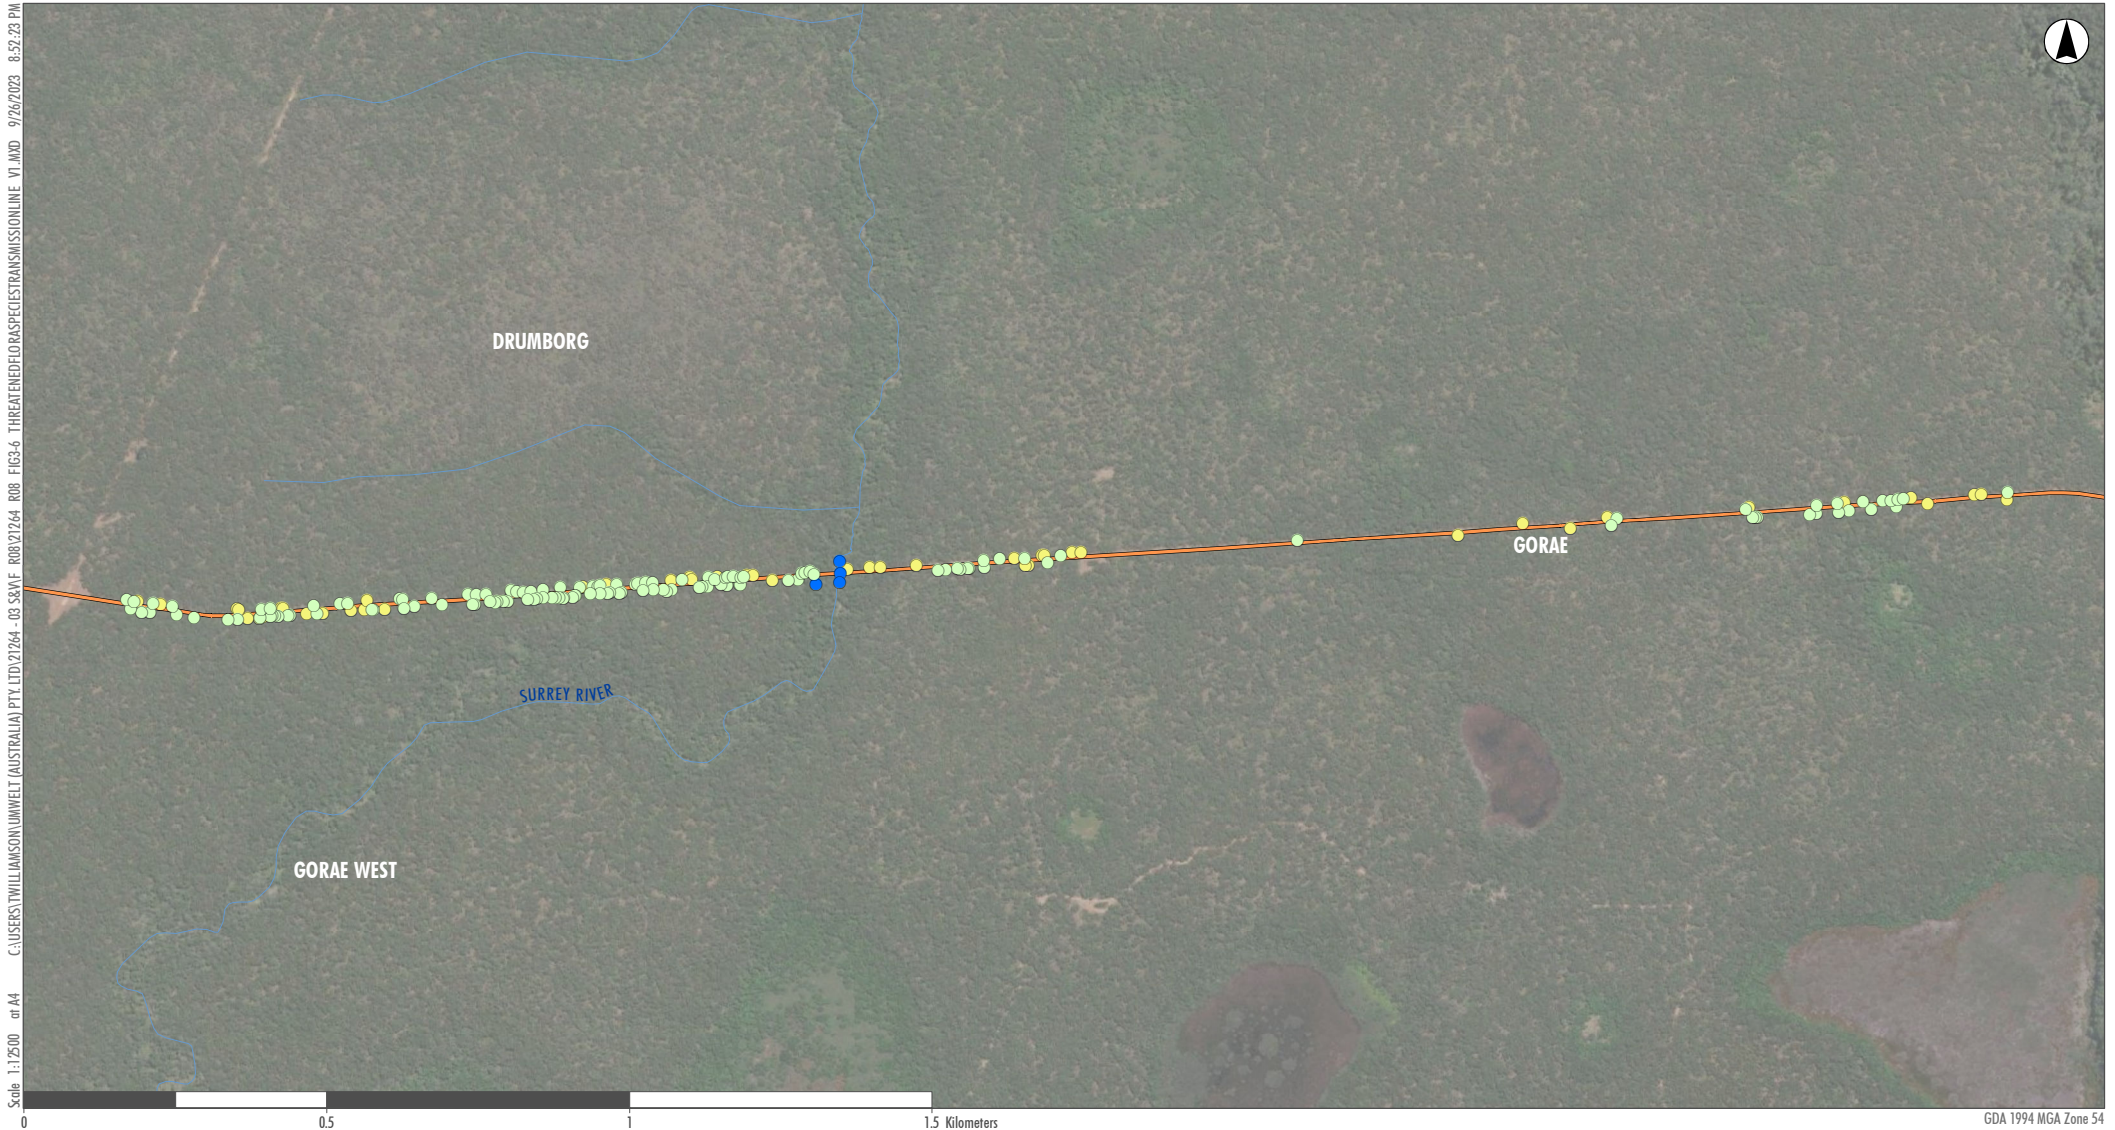 Scale 1:12500 at A4 C:\USERS\TWILLIAMSON\UMWELT (AUSTRALIA) PTY. LTD\21264 - 03 S&W\F R08\21264 R08 FIG3-6 THREATENEDFLORASPECIESTRANSMISSIONLINE V1.MXD 9/26/2023 8:52:23 PM
DRUMBORG
GORAE
SURREY RIVER
GORAE WEST
0 0.5 1 1.5 Kilometers
GDA 1994 MGA Zone 54